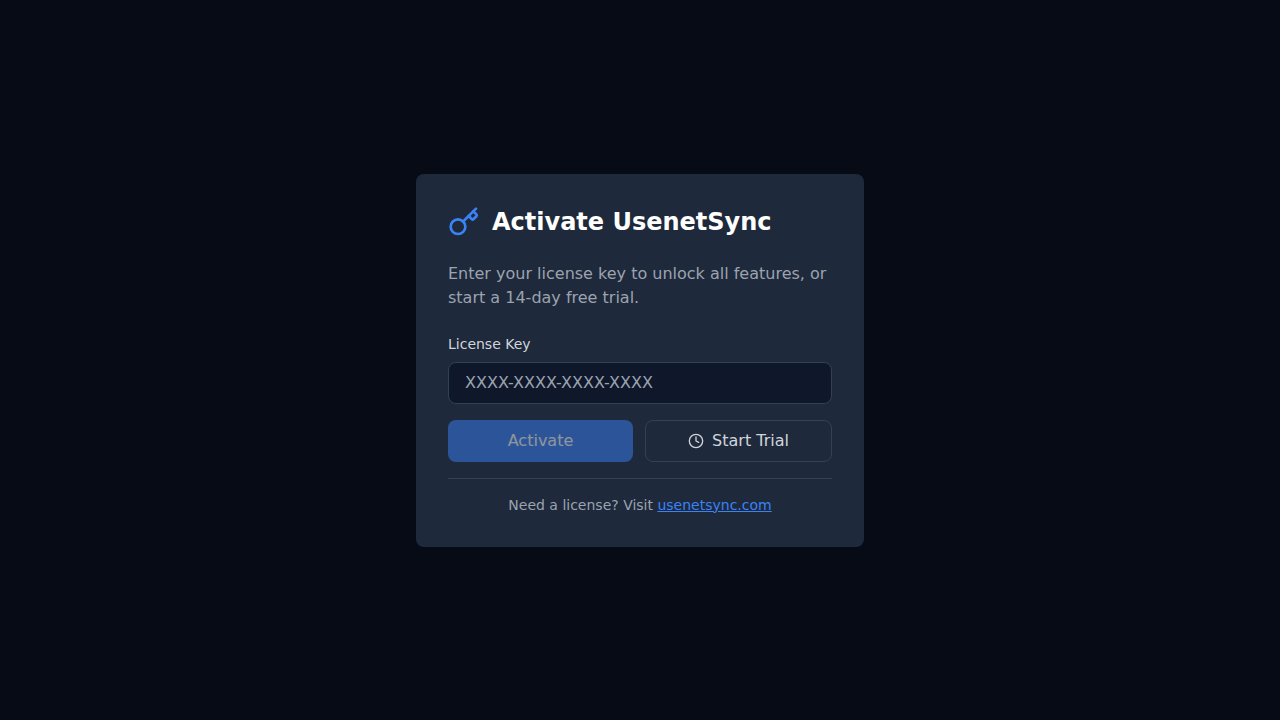 Activate UsenetSync
Enter your license key to unlock all features, or
start a 14-day free trial.
License Key
XXXX-XXXX-XXXX-XXXX
Activate
Start Trial
Need a license? Visit usenetsync.com